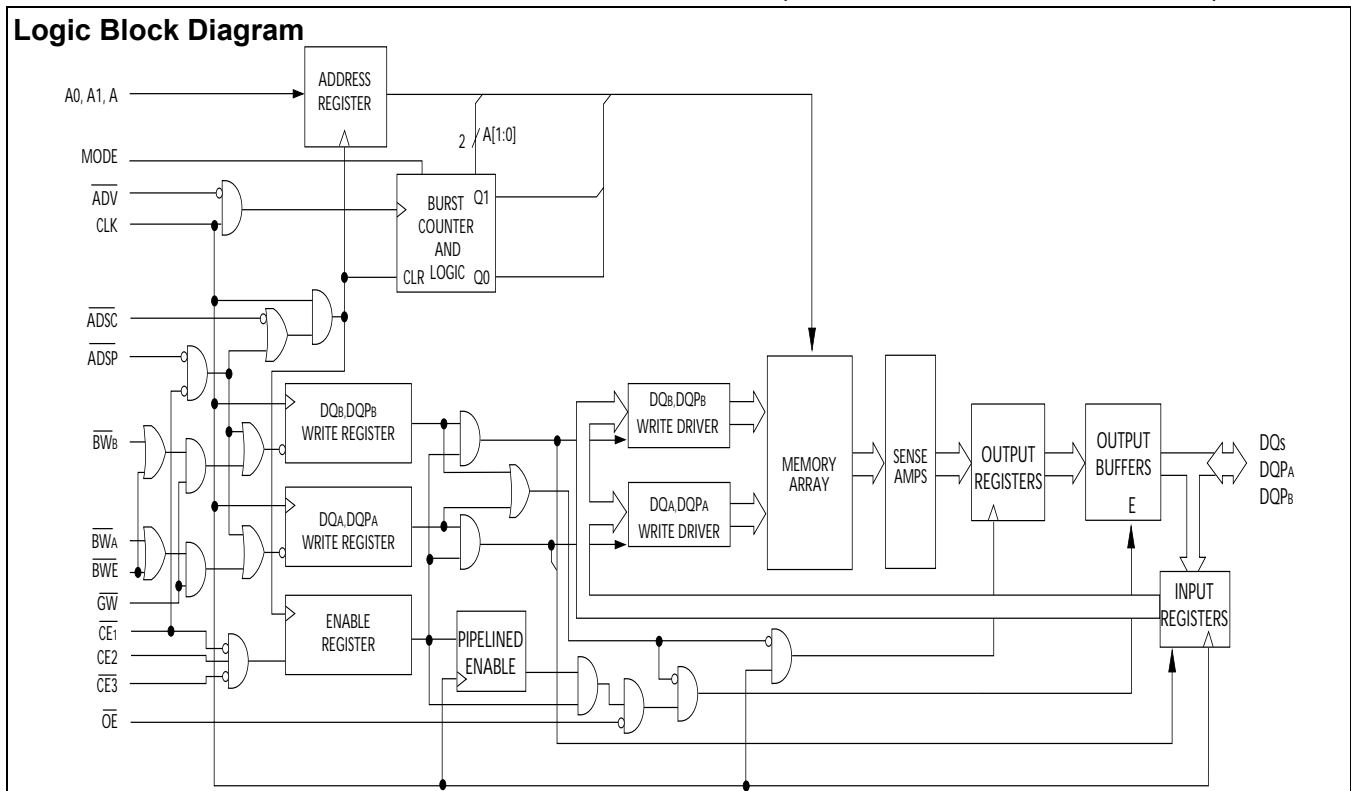 Logic Block Diagram
A0, A1, A
ADDRESS
REGISTER
2
A[1:0]
MODE
ADV
CLK
BURST
COUNTER
AND
LOGIC
Q1
CLR
Q0
ADSC
ADSP
BWB
BWA
BWE
GW
CE1
CE2
CE3
OE
DQB,DQPB
WRITE REGISTER
DQA,DQPA
WRITE REGISTER
ENABLE
REGISTER
PIPELINED
ENABLE
DQB,DQPB
WRITE DRIVER
DQA,DQPA
WRITE DRIVER
MEMORY
ARRAY
SENSE
AMPS
OUTPUT
REGISTERS
OUTPUT
BUFFERS
E
INPUT
REGISTERS
DQs
DQPA
DQPB